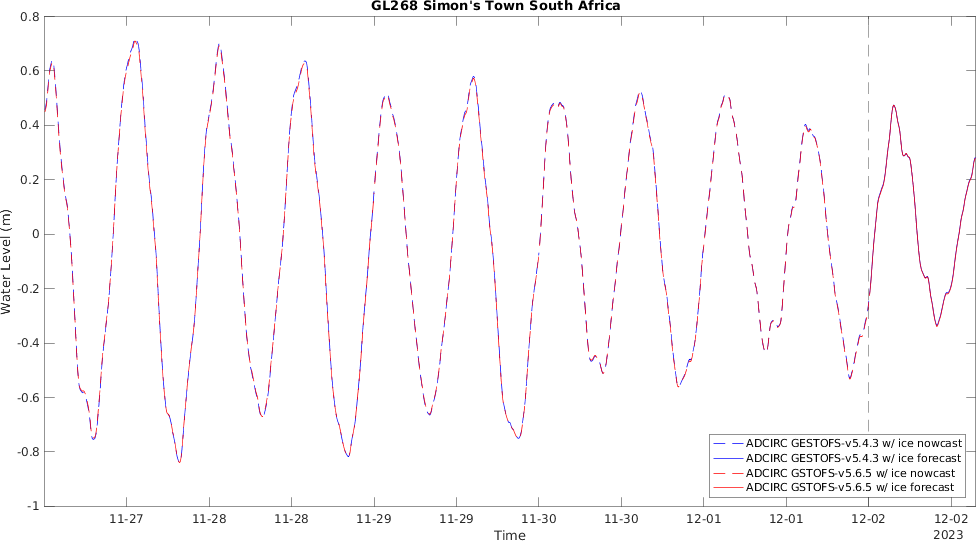 GL268 Simon's Town South Africa
0.8
0.6
0.4
0.2
0
-0.2
-0.4
-0.6
-0.8
-1
Water Level (m)
ADCIRC GESTOFS-v5.4.3 w/ ice nowcast
ADCIRC GESTOFS-v5.4.3 w/ ice forecast
ADCIRC GSTOFS-v5.6.5 w/ ice nowcast
ADCIRC GSTOFS-v5.6.5 w/ ice forecast
11-27 11-28 11-28 11-29 11-29 11-30 11-30 12-01 12-01 12-02 12-02
Time 2023